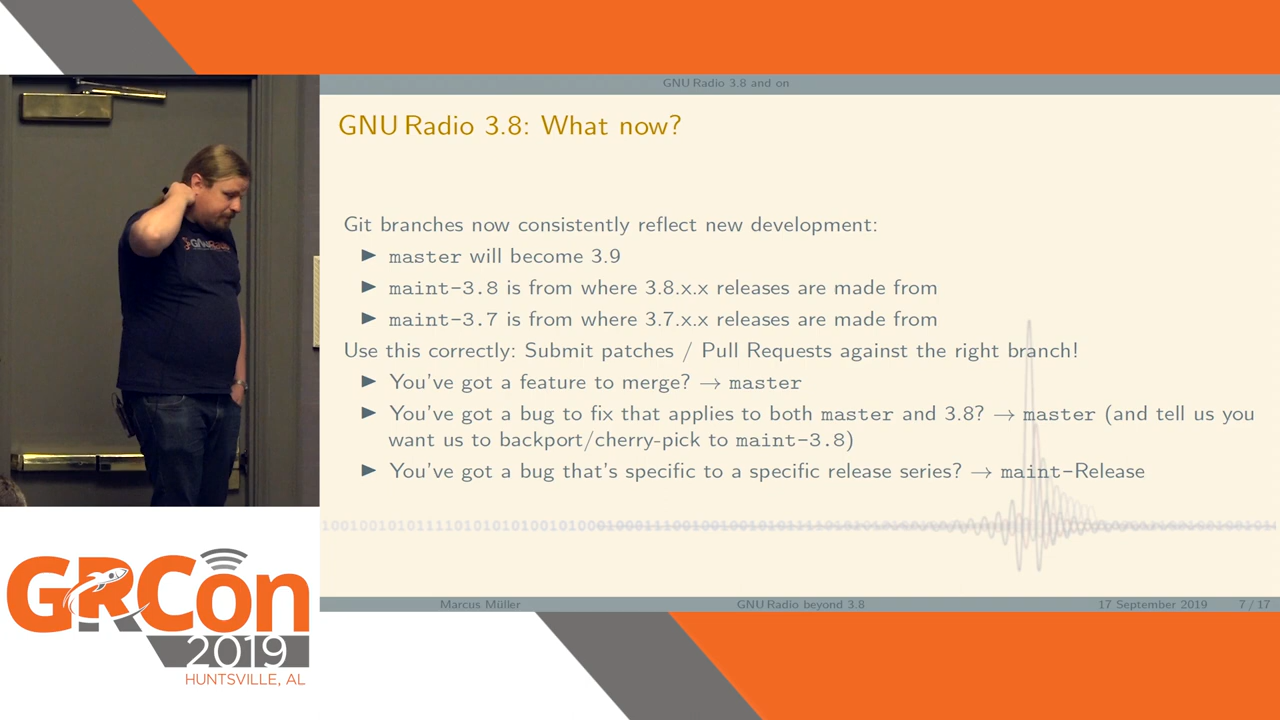 GNU Radio 3.8 and on
GNU Radio 3.8: What now?
Git branches now consistently reflect new development:
► master will become 3.9
► maint-3.8 is from where 3.8.x.x releases are made from
► maint-3.7 is from where 3.7.x.x releases are made from
Use this correctly: Submit patches / Pull Requests against the right branch!
► You've got a feature to merge? → master
► You've got a bug to fix that applies to both master and 3.8? → master (and tell us you
want us to backport/cherry-pick to maint-3.8)
► You've got a bug that's specific to a specific release series? → maint-Release
Marcus Müller
GNU Radio beyond 3.8
17 September 2019
7 / 17
GRCon
2019
HUNTSVILLE, AL